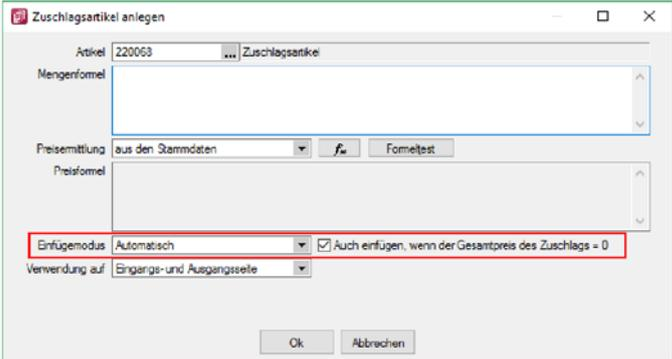 Zuschlagsartikel anlegen
Artikel 220063 ... Zuschlagsartikel
Mengenformel
Preisermittlung aus den Stammdaten Formeltest
Preisformel
Einfügemodus Automatisch Auch einfügen, wenn der Gesamtpreis des Zuschlags = 0
Verwendung auf Eingangs- und Ausgangsseite
Ok Abbrechen